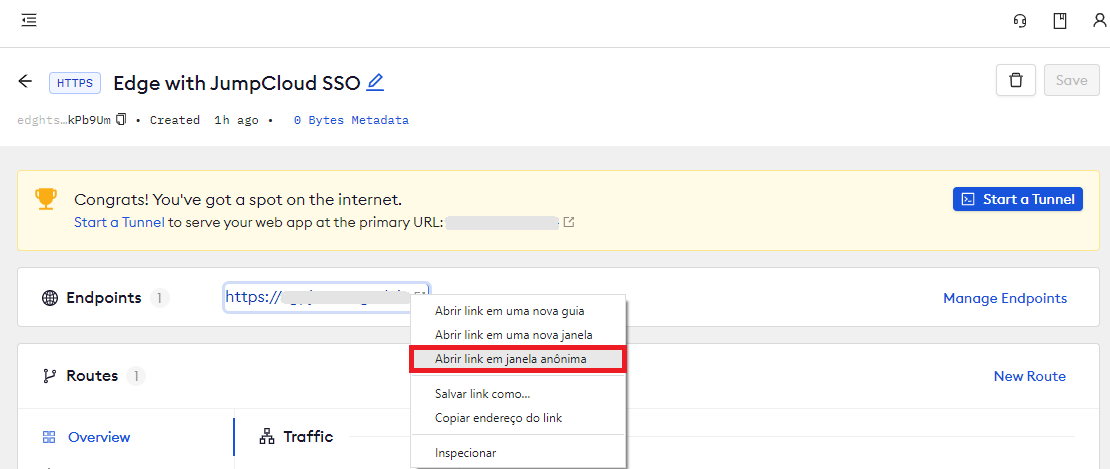 HTTPS Edge with JumpCloud SSO Save
edghts…kPb9Um • Created 1h ago • 0 Bytes Metadata
Congrats! You've got a spot on the internet.
Start a Tunnel to serve your web app at the primary URL:
Start a Tunnel
Endpoints 1 https:// Manage Endpoints
Abrir link em uma nova guia
Abrir link em uma nova janela
Abrir link em janela anônima
Salvar link como...
Copiar endereço do link
Inspecionar
Routes 1 New Route
Overview Traffic